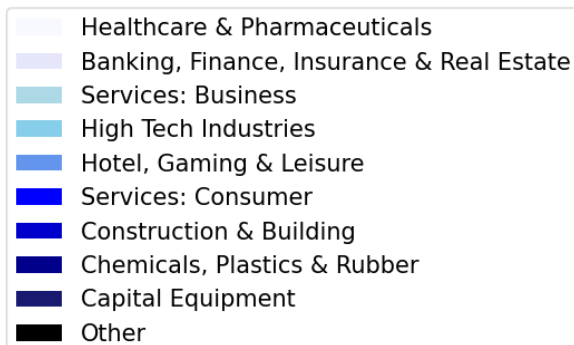 Healthcare & Pharmaceuticals
Banking, Finance, Insurance & Real Estate
Services: Business
High Tech Industries
Hotel, Gaming & Leisure
Services: Consumer
Construction & Building
Chemicals, Plastics & Rubber
Capital Equipment
Other